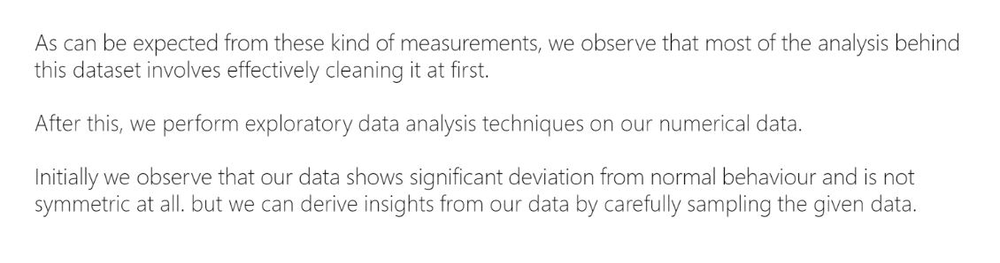 As can be expected from these kind of measurements, we observe that most of the analysis behind
this dataset involves effectively cleaning it at first.
After this, we perform exploratory data analysis techniques on our numerical data.
Initially we observe that our data shows significant deviation from normal behaviour and is not
symmetric at all. but we can derive insights from our data by carefully sampling the given data.